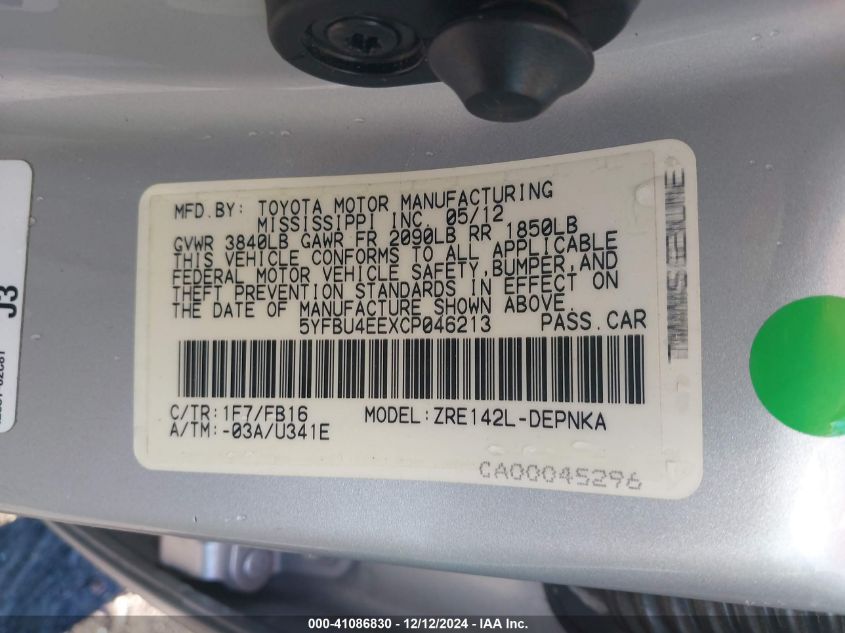 MFD.BY: TOYOTA MOTOR MANUFACTURING
MISSISSIPPI INC 05/12
GVWR 3840LB GAWR FR 2090LB RR 1850LB
THIS VEHICLE CONFORMS TO ALL APPLICABLE
FEDERAL MOTOR VEHICLE SAFETY,BUMPER,AND
THEFT PREVENTION STANDARDS IN EFFECT ON
THE DATE OF MANUFACTURE SHOWN ABOVE.
5YFBU4EEXCP046213 PASS.CAR
C/TR:1F7/FB16 MODEL:ZRE142L-DEPNKA
A/TM:-03A/U341E
CA00045296
J3
000-41086830 - 12/12/2024 - IAA Inc.